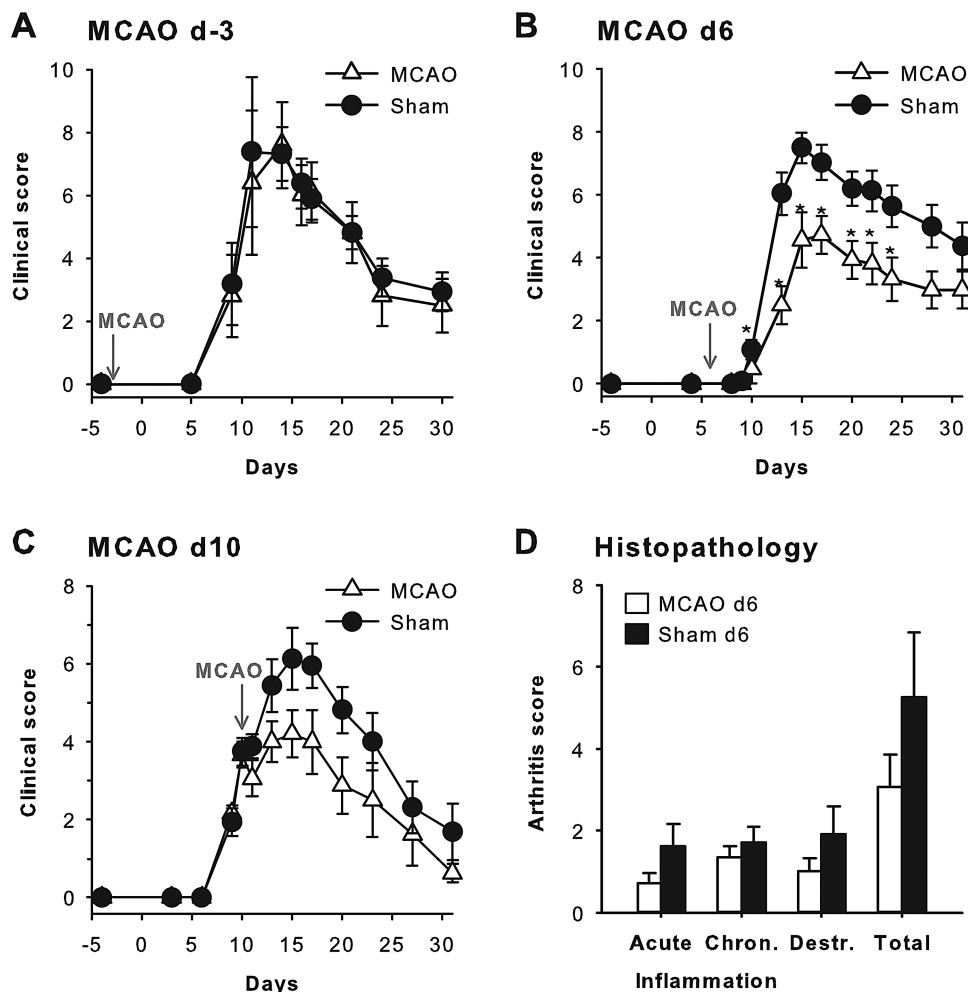 A MCAO d-3
10
8
6
4
2
0
Clinical score
MCAO
Sham
MCAO
-5 0 5 10 15 20 25 30
Days
B MCAO d6
10
8
6
4
2
0
Clinical score
MCAO
Sham
MCAO
*
*
*
*
*
*
*
-5 0 5 10 15 20 25 30
Days
C MCAO d10
8
6
4
2
0
Clinical score
MCAO
Sham
MCAO
-5 0 5 10 15 20 25 30
Days
D Histopathology
8
6
4
2
0
Arthritis score
MCAO d6
Sham d6
Acute Chron. Destr. Total
Inflammation